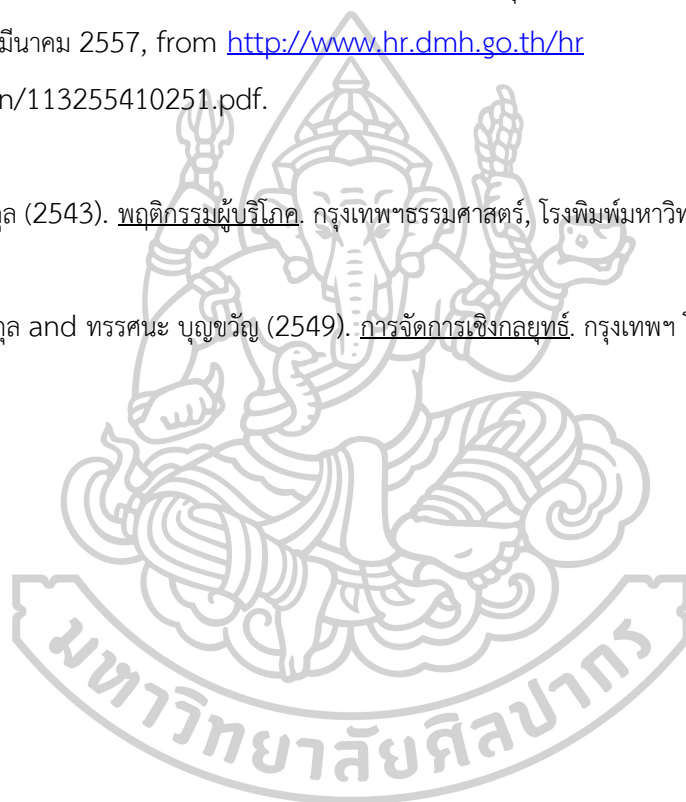 มีนาคม 2557, from http://www.hr.dmh.go.th/hr
n/113255410251.pdf.
ุล (2543). พฤติกรรมผู้บริโภค. กรุงเทพฯธรรมศาสตร์, โรงพิมพ์มหาวิท
ุล and ทรรศนะ บุญขวัญ (2549). การจัดการเชิงกลยุทธ์. กรุงเทพฯ
มหาวิทยาลัยศิลปากร